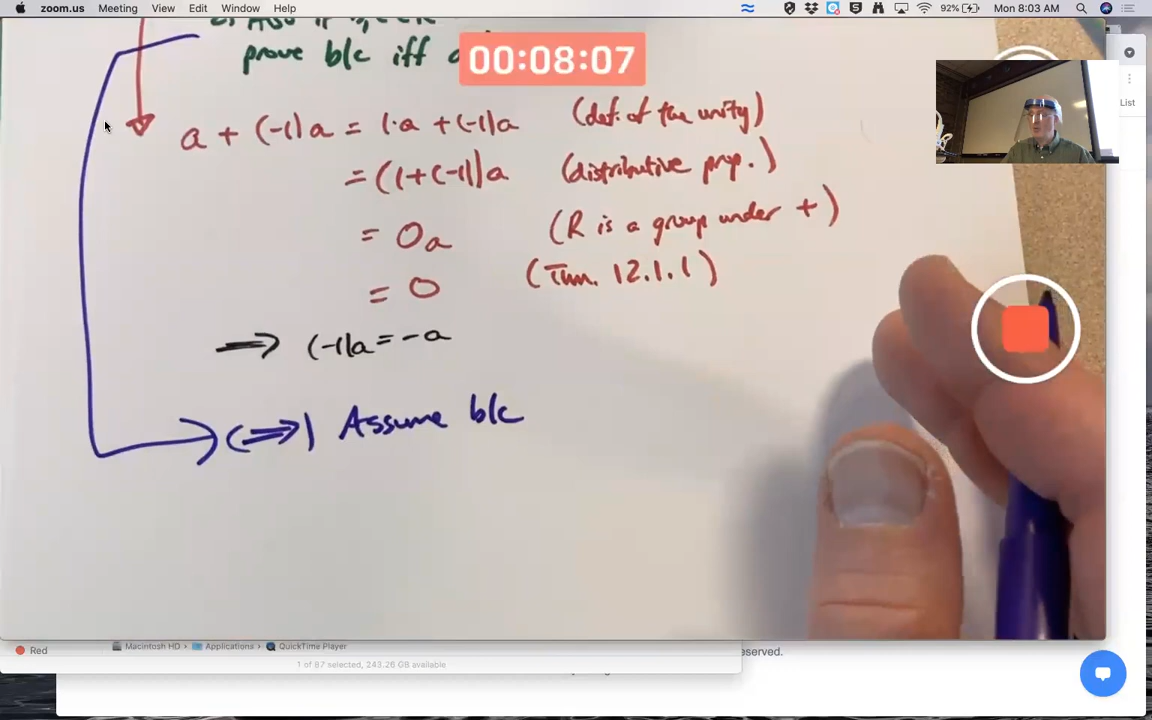 zoom.us Meeting View Edit Window Help 92% Mon 8:03 AM
List
prove b|c iff
00:08:07
a + (-1)a = 1·a + (-1)a (def. of the unity)
= (1+(-1))a (distributive prop.)
= 0a (R is a group under +)
= 0 (Thm. 12.1.1)
⟹ (-1)a = -a
(⟹) Assume b|c
Red Macintosh HD › Applications › QuickTime Player
1 of 87 selected, 243.26 GB available